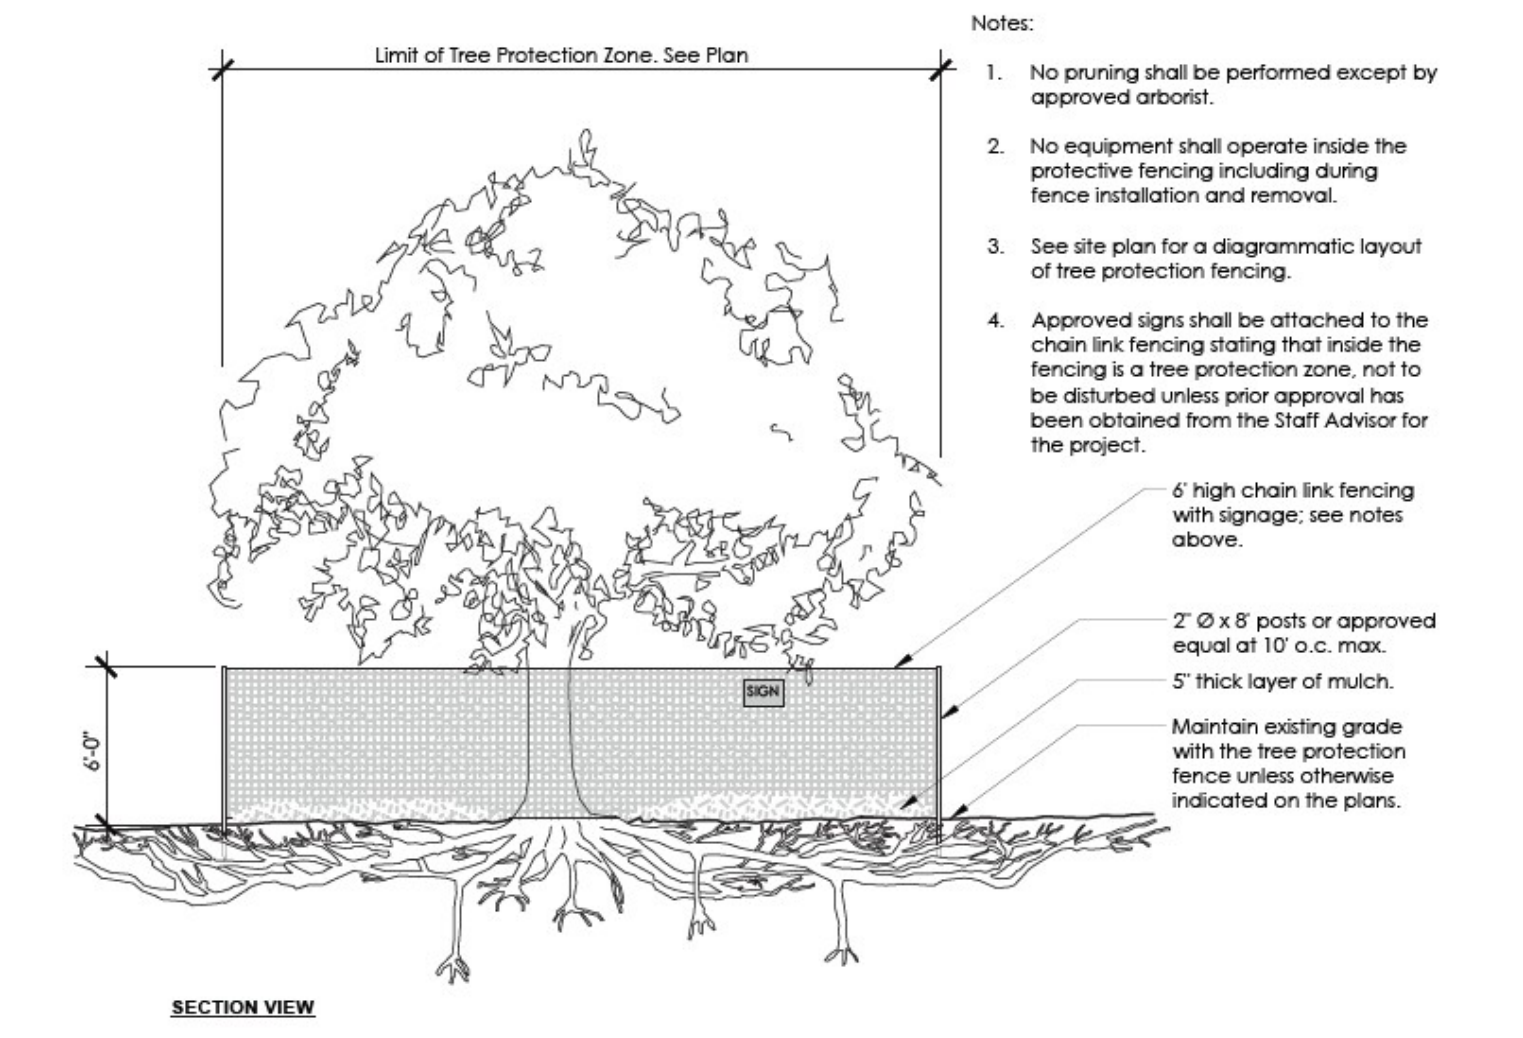 Notes:
Limit of Tree Protection Zone. See Plan
1. No pruning shall be performed except by
approved arborist.
2. No equipment shall operate inside the
protective fencing including during
fence installation and removal.
3. See site plan for a diagrammatic layout
of tree protection fencing.
4. Approved signs shall be attached to the
chain link fencing stating that inside the
fencing is a tree protection zone, not to
be disturbed unless prior approval has
been obtained from the Staff Advisor for
the project.
6' high chain link fencing
with signage; see notes
above.
2" Ø x 8' posts or approved
equal at 10' o.c. max.
5" thick layer of mulch.
Maintain existing grade
with the tree protection
fence unless otherwise
indicated on the plans.
SIGN
6'-0"
SECTION VIEW